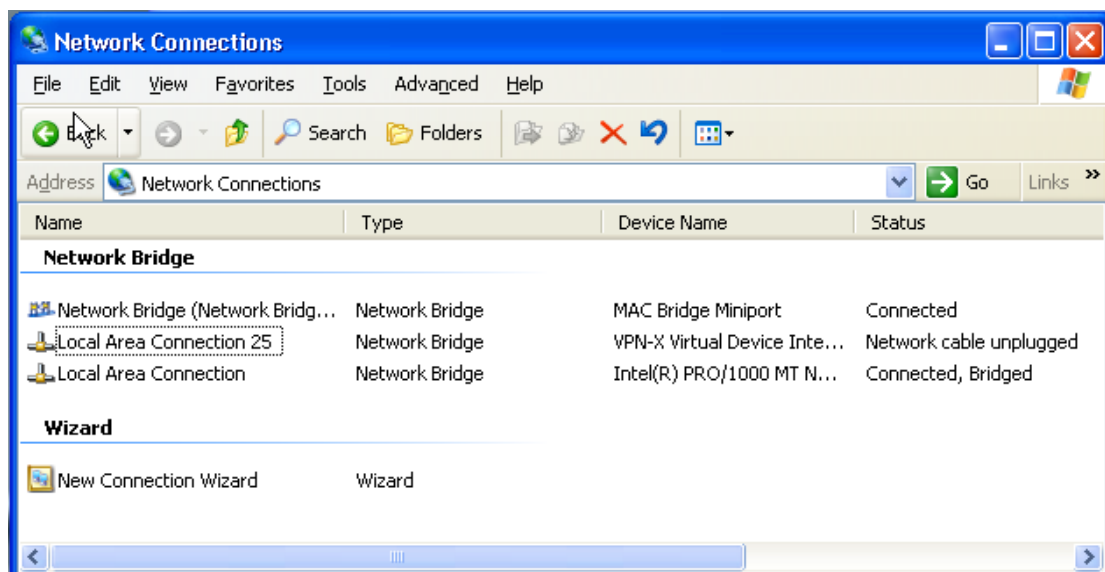 Network Connections
File Edit View Favorites Tools Advanced Help
Back Search Folders
Address Network Connections Go Links »
Name Type Device Name Status
Network Bridge
Network Bridge (Network Bridg... Network Bridge MAC Bridge Miniport Connected
Local Area Connection 25 Network Bridge VPN-X Virtual Device Inte... Network cable unplugged
Local Area Connection Network Bridge Intel(R) PRO/1000 MT N... Connected, Bridged
Wizard
New Connection Wizard Wizard